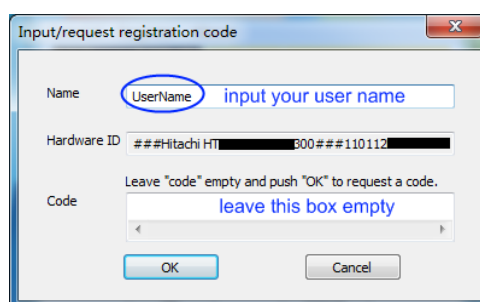 Input/request registration code
Name UserName input your user name
Hardware ID ###Hitachi HT 300###110112
Leave "code" empty and push "OK" to request a code.
Code leave this box empty
OK Cancel